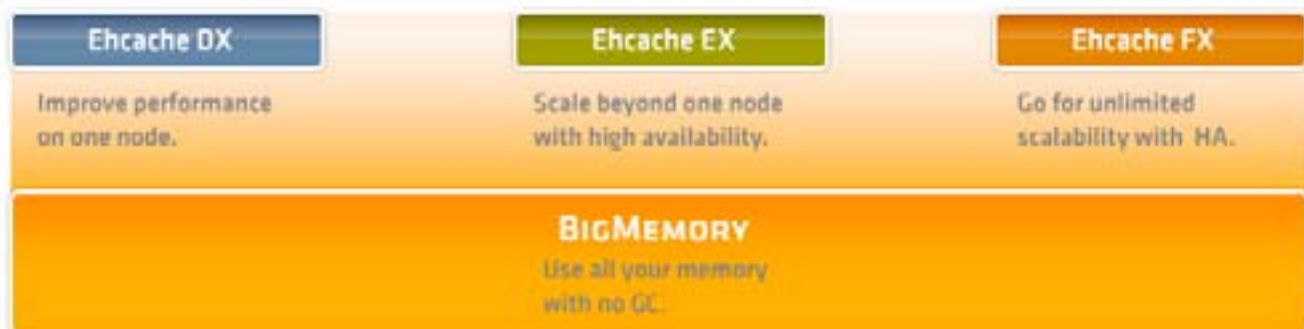 Ehcache DX
Improve performance
on one node.
Ehcache EX
Scale beyond one node
with high availability.
Ehcache FX
Go for unlimited
scalability with HA.
BIGMEMORY
Use all your memory
with no GC.